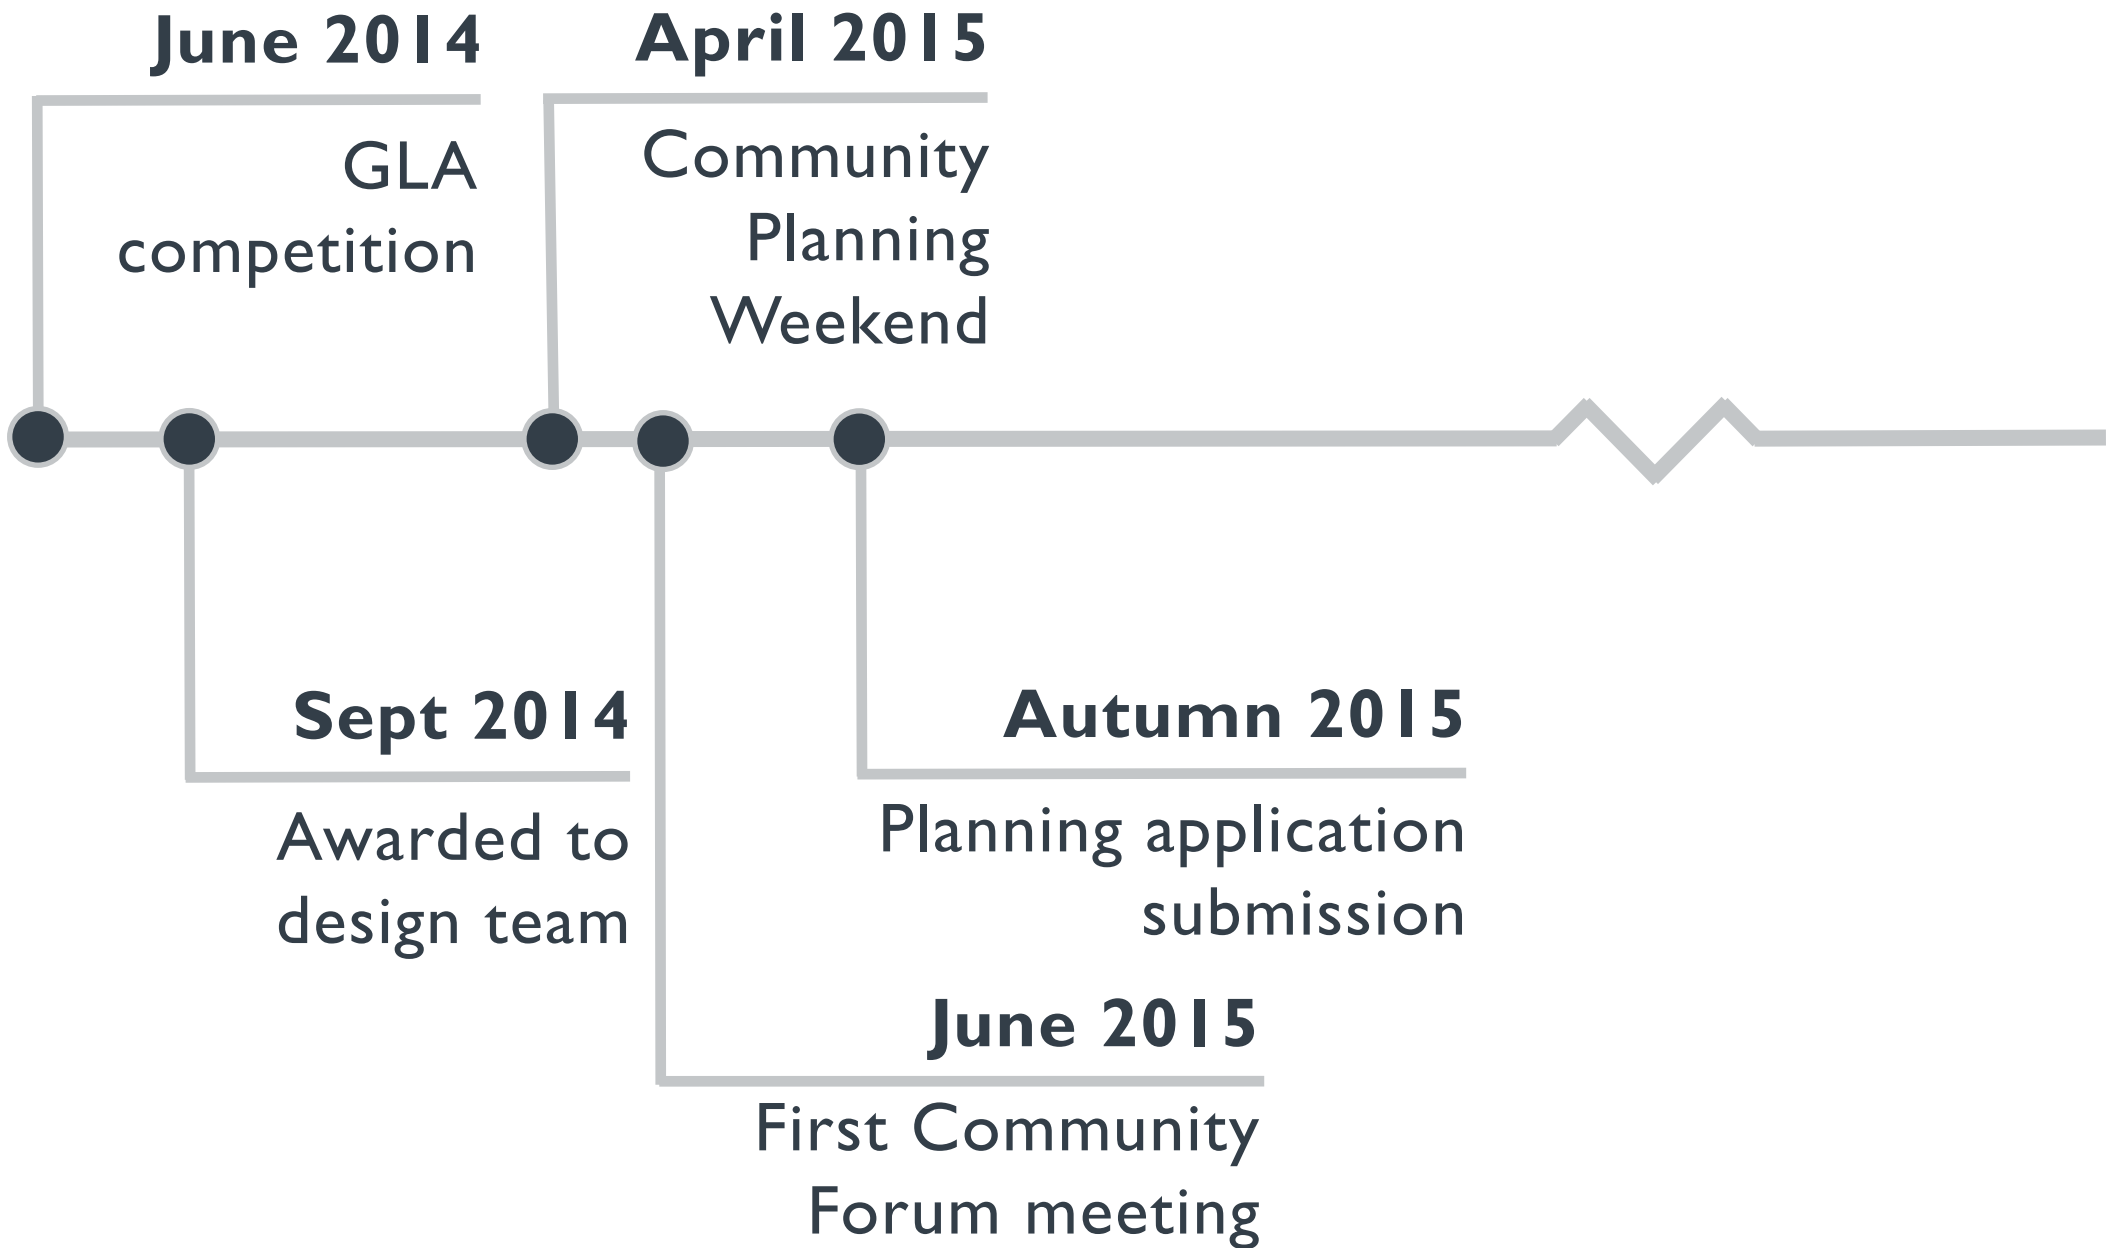 June 2014
GLA
competition
April 2015
Community
Planning
Weekend
Sept 2014
Awarded to
design team
Autumn 2015
Planning application
submission
June 2015
First Community
Forum meeting